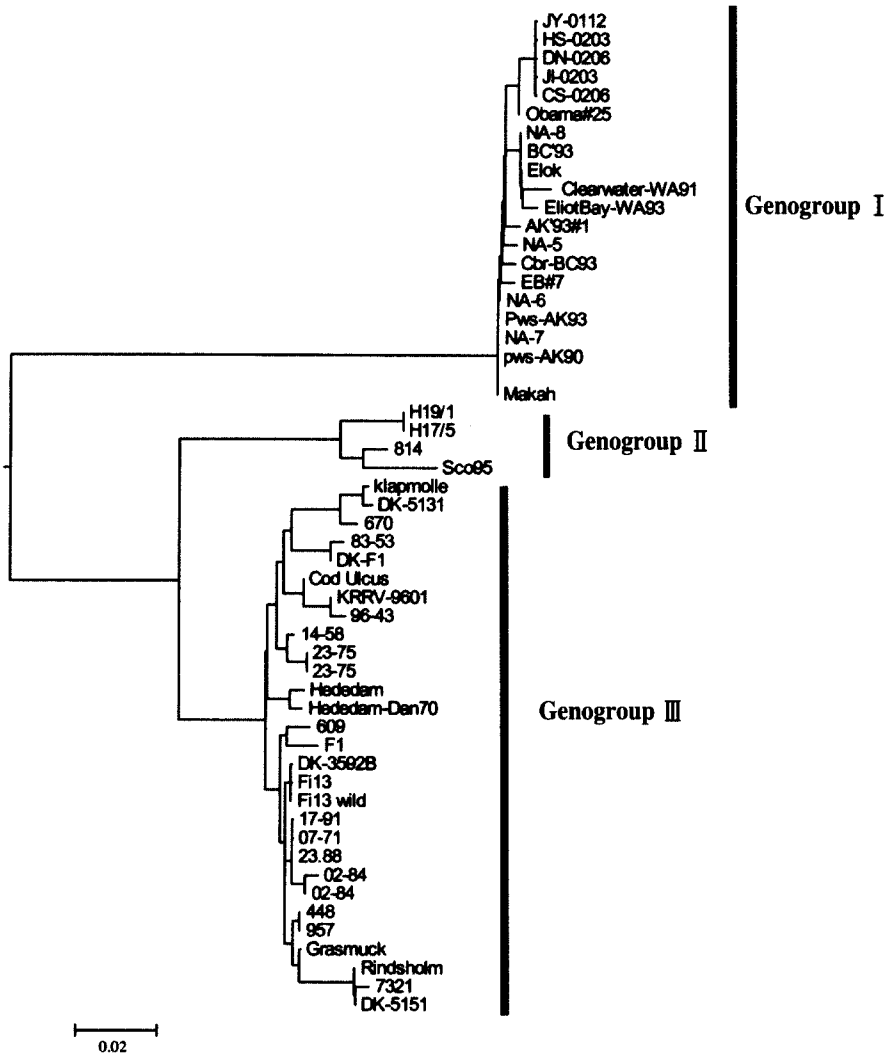 JY-0112
HS-0203
DN-0206
JI-0203
CS-0206
Obama#25
NA-8
BC'93
Elok
Clearwater-WA91
EliotBay-WA93
Genogroup Ⅰ
AK'93#1
NA-5
Cbr-BC93
EB#7
NA-6
Pws-AK93
NA-7
pws-AK90
Makah
H19/1
H17/5
Genogroup Ⅱ
814
Sco95
klapmolle
DK-5131
670
83-53
DK-F1
Cod Ulcus
KRRV-9601
96-43
14-58
23-75
23-75
Hededam
Hededam-Dan70
Genogroup Ⅲ
609
F1
DK-3592B
Fi13
Fi13 wild
17-91
07-71
23.88
02-84
02-84
448
957
Grasmuck
Rindsholm
7321
DK-5151
0.02